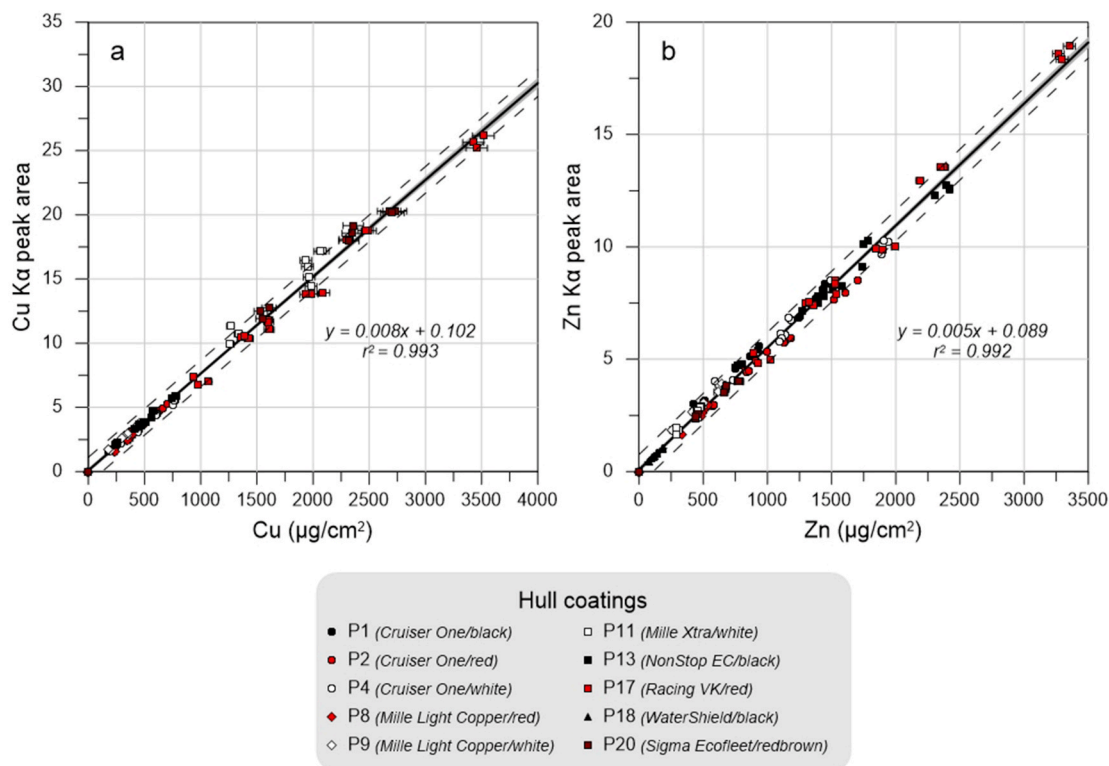 a
35
30
25
20
15
10
5
0
Cu Kα peak area
y = 0.008x + 0.102
r² = 0.993
0 500 1000 1500 2000 2500 3000 3500 4000
Cu (µg/cm²)
b
20
15
10
5
0
Zn Kα peak area
y = 0.005x + 0.089
r² = 0.992
0 500 1000 1500 2000 2500 3000 3500
Zn (µg/cm²)
Hull coatings
P1 (Cruiser One/black)
P2 (Cruiser One/red)
P4 (Cruiser One/white)
P8 (Mille Light Copper/red)
P9 (Mille Light Copper/white)
P11 (Mille Xtra/white)
P13 (NonStop EC/black)
P17 (Racing VK/red)
P18 (WaterShield/black)
P20 (Sigma Ecofleet/redbrown)